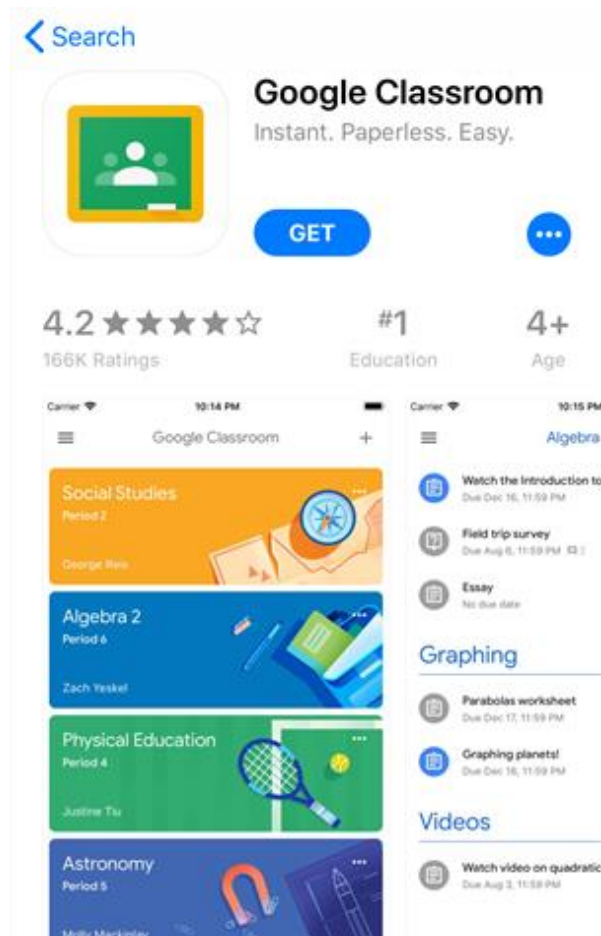 Search
Google Classroom
Instant. Paperless. Easy.
GET
4.2
#1
4+
166K Ratings
Education
Age
Carrier
10:14 PM
Google Classroom
Social Studies
Period 2
George Reis
Algebra 2
Period 6
Zach Yeskel
Physical Education
Period 4
Justine Tiu
Astronomy
Period 5
Molly Mackinlay
Carrier
10:15 PM
Algebra
Watch the Introduction to
Due Dec 16, 11:59 PM
Field trip survey
Due Aug 6, 11:59 PM
Essay
No due date
Graphing
Parabolas worksheet
Due Dec 17, 11:59 PM
Graphing planets!
Due Dec 16, 11:59 PM
Videos
Watch video on quadratic
Due Aug 3, 11:59 PM